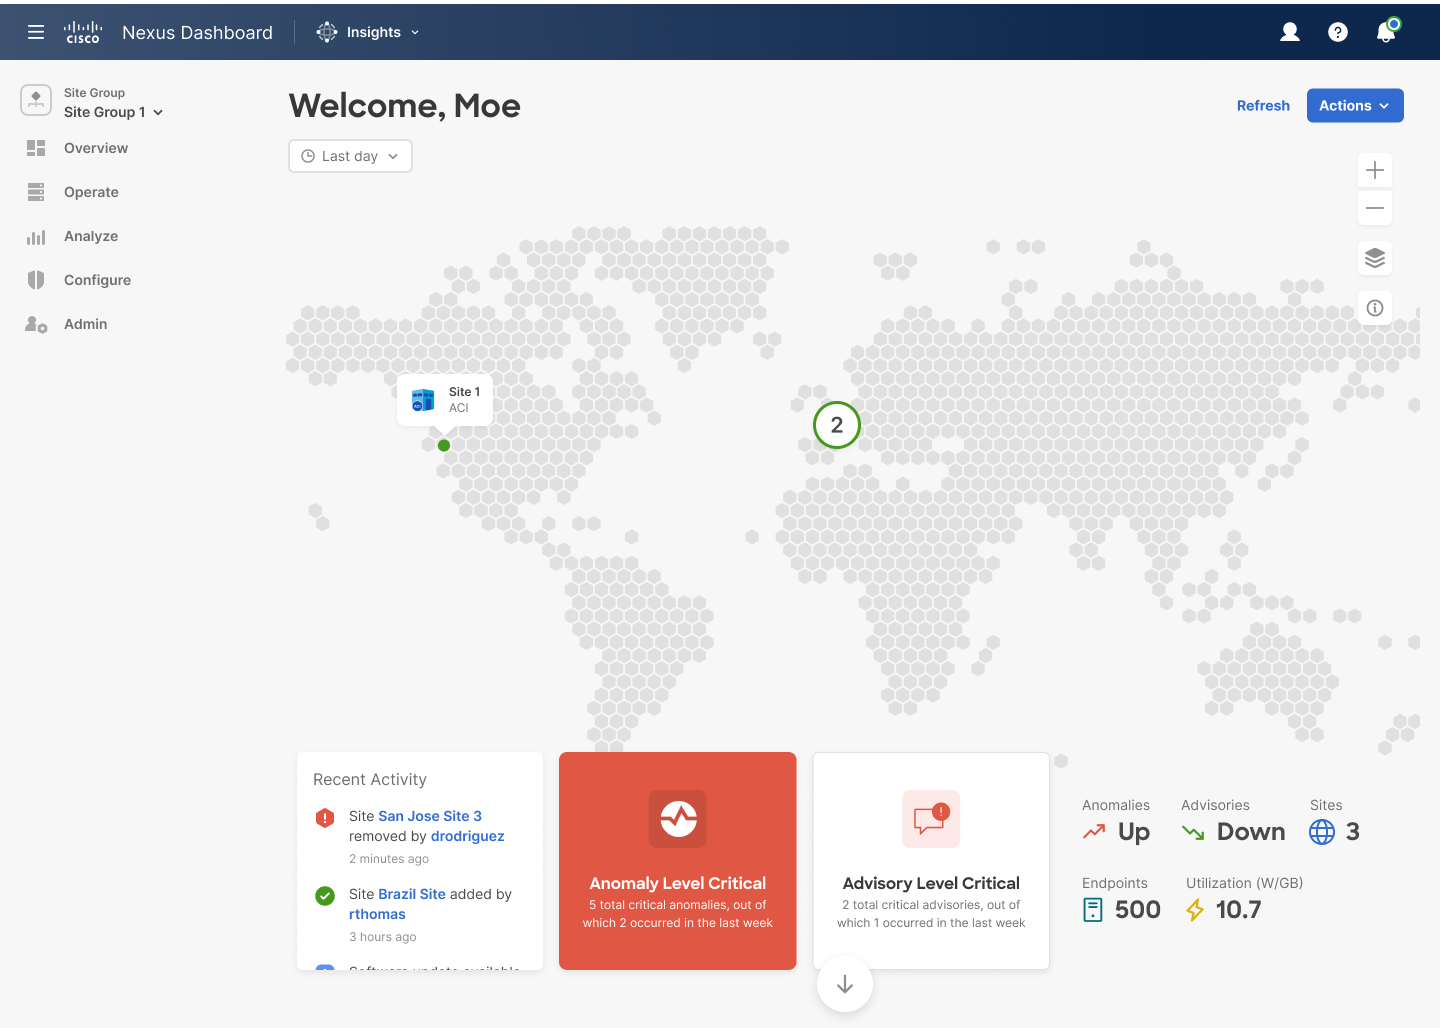 CISCO
Nexus Dashboard
Insights
Site Group
Site Group 1
Overview
Operate
Analyze
Configure
Admin
Welcome, Moe
Refresh
Actions
Last day
Site 1
ACI
ACI
2
Recent Activity
Site San Jose Site 3
removed by drodriguez
2 minutes ago
Site Brazil Site added by
rthomas
3 hours ago
Software update available
Anomaly Level Critical
5 total critical anomalies, out of
which 2 occurred in the last week
Advisory Level Critical
2 total critical advisories, out of
which 1 occurred in the last week
Anomalies
Up
Advisories
Down
Sites
3
Endpoints
500
Utilization (W/GB)
10.7